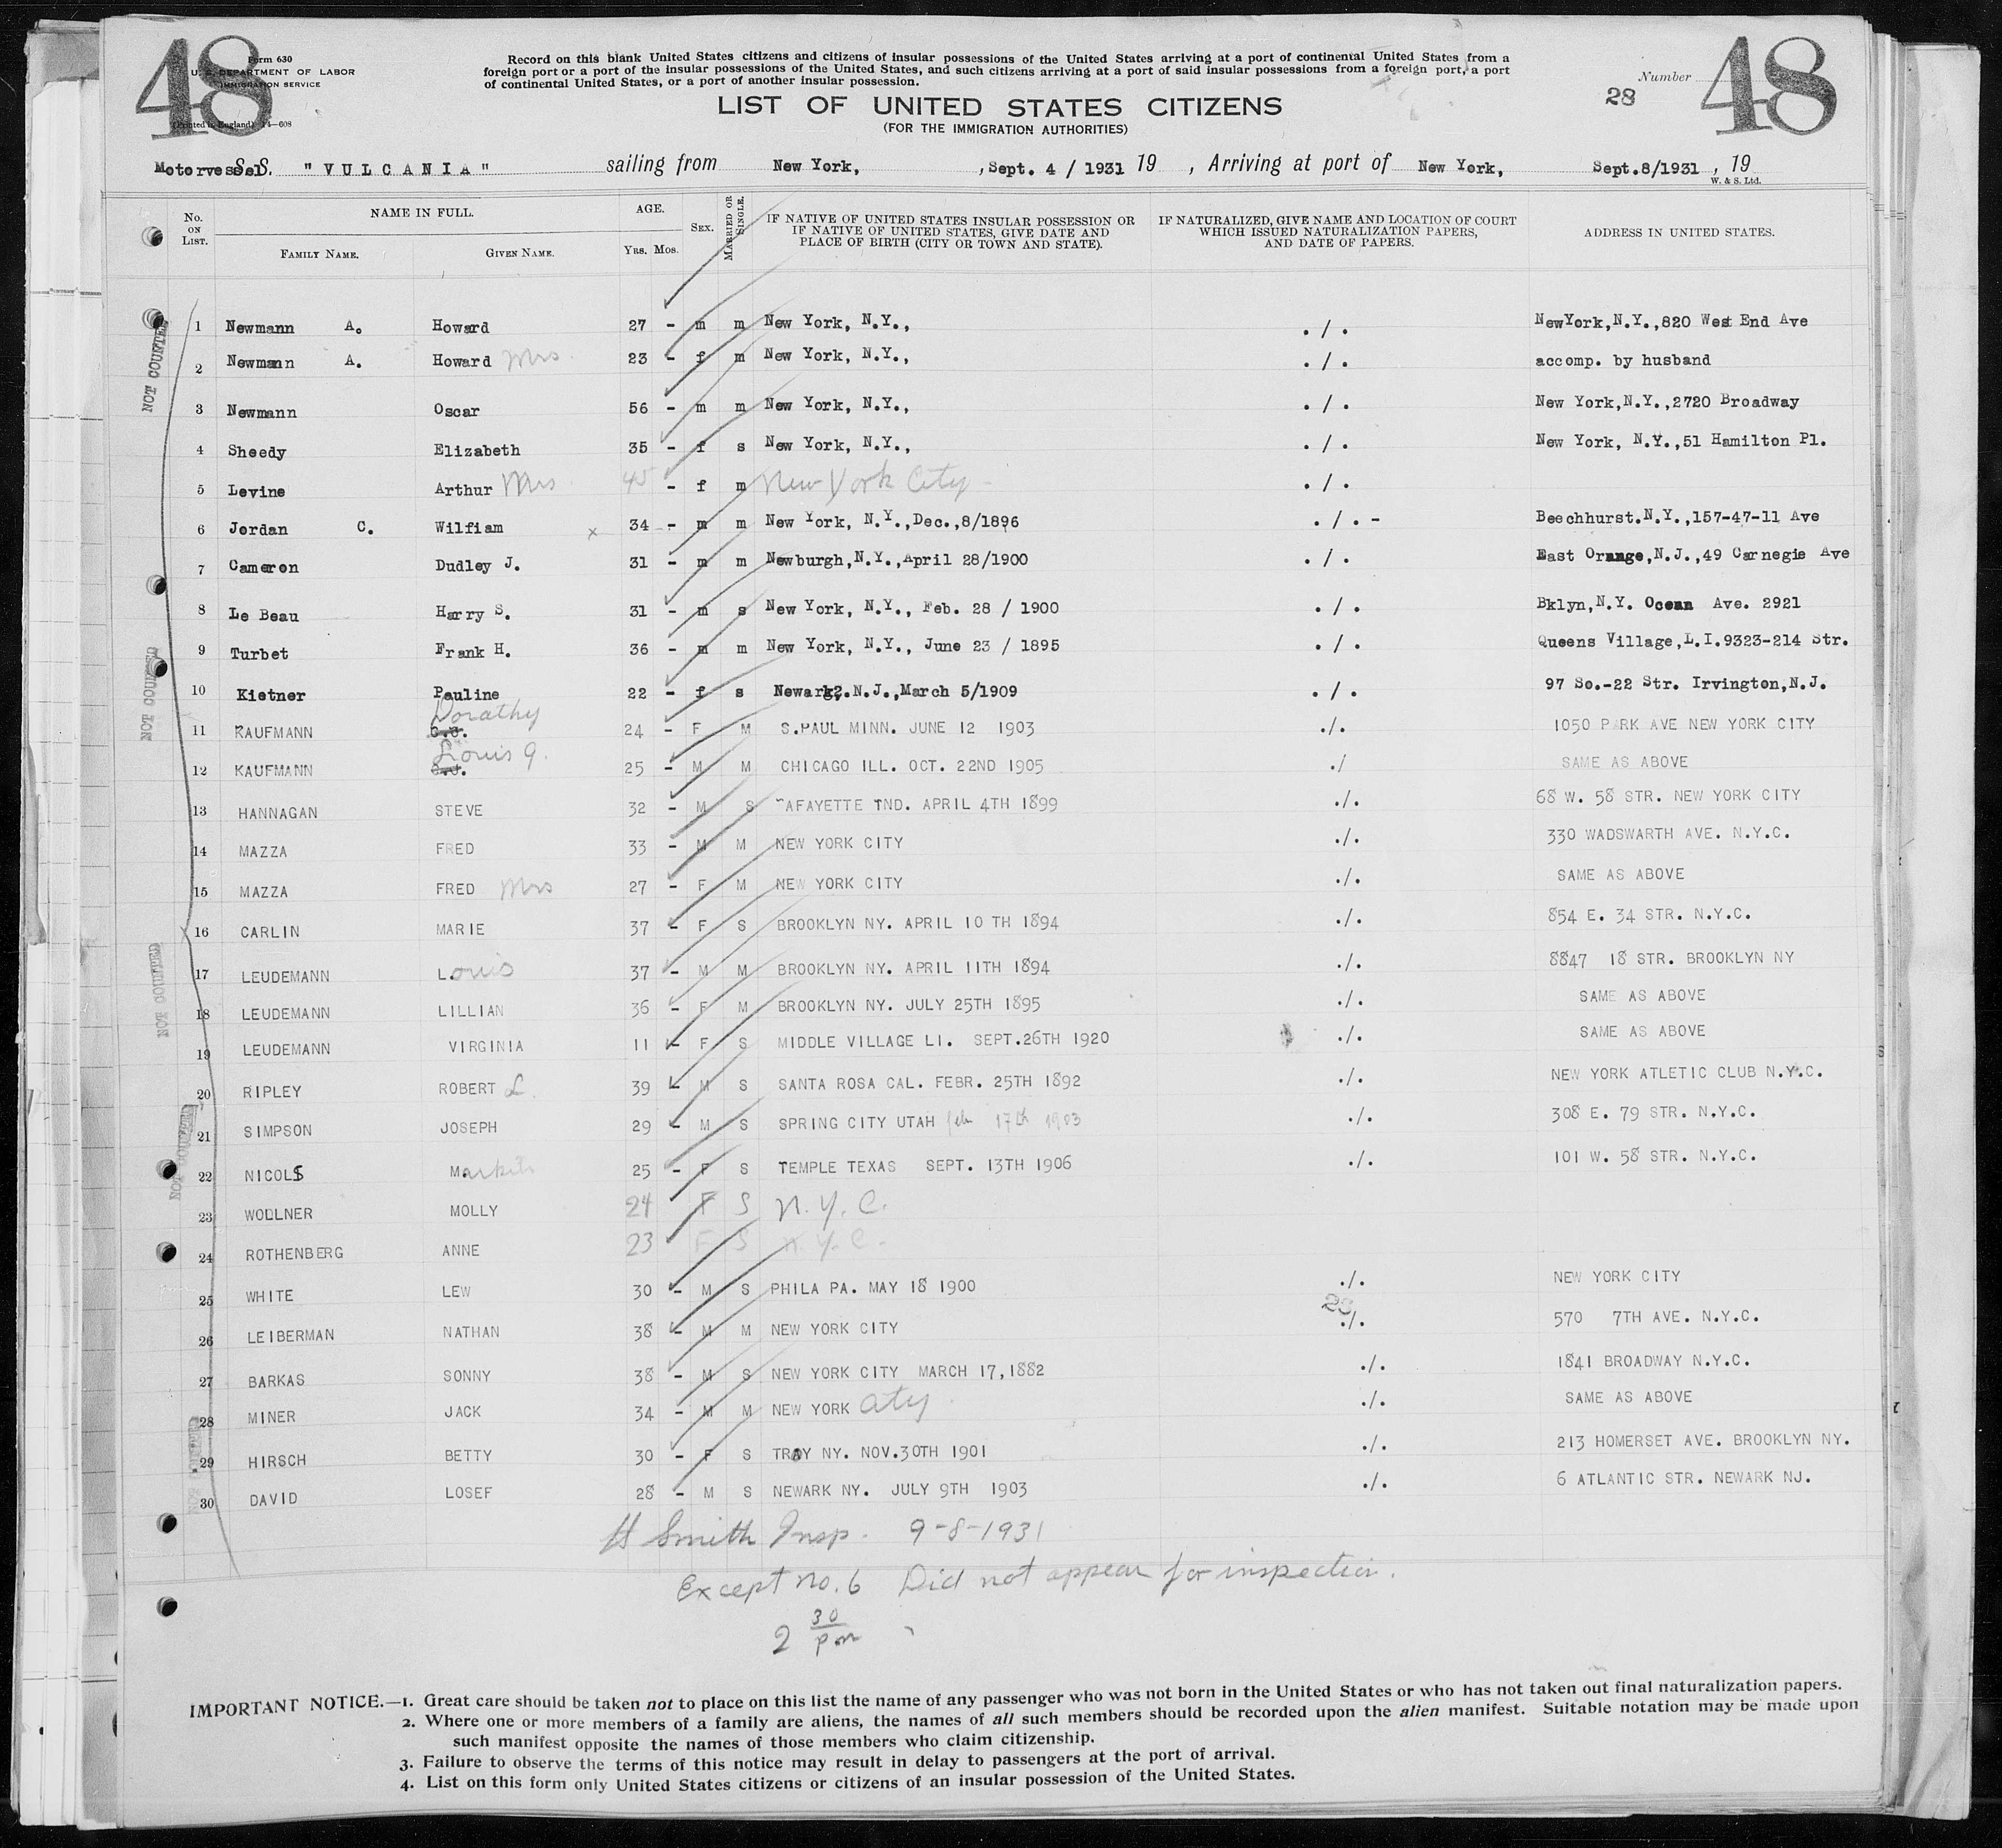 48
Form 630
U. S. DEPARTMENT OF LABOR
IMMIGRATION SERVICE
(Printed in England) 14—608
Record on this blank United States citizens and citizens of insular possessions of the United States arriving at a port of continental United States from a
foreign port or a port of the insular possessions of the United States, and such citizens arriving at a port of said insular possessions from a foreign port, a port
of continental United States, or a port of another insular possession.
Number 28
48
LIST OF UNITED STATES CITIZENS
(FOR THE IMMIGRATION AUTHORITIES)
Motorvessel S.S. "VULCANIA" sailing from New York, , Sept. 4 / 1931 19 , Arriving at port of New York, Sept.8/1931 , 19
W. & S. Ltd.
No. ON LIST. NAME IN FULL. FAMILY NAME. GIVEN NAME. AGE. YRS. MOS. SEX. MARRIED OR SINGLE. IF NATIVE OF UNITED STATES INSULAR POSSESSION OR IF NATIVE OF UNITED STATES, GIVE DATE AND PLACE OF BIRTH (CITY OR TOWN AND STATE). IF NATURALIZED, GIVE NAME AND LOCATION OF COURT WHICH ISSUED NATURALIZATION PAPERS, AND DATE OF PAPERS. ADDRESS IN UNITED STATES.
1 Newmann A. Howard 27 - m m New York, N.Y., ./. NewYork,N.Y.,820 West End Ave
2 Newmann A. Howard Mrs 23 - f m New York, N.Y., ./. accomp. by husband
3 Newmann Oscar 56 - m m New York, N.Y., ./. New York,N.Y.,2720 Broadway
4 Sheedy Elizabeth 35 - f s New York, N.Y., ./. New York, N.Y.,51 Hamilton Pl.
5 Levine Arthur Mrs 45 - f m New York City - ./.
6 Jordan C. Wilfiam x 34 - m m New York, N.Y.,Dec.,8/1896 ./.- Beechhurst.N.Y.,157-47-11 Ave
7 Cameron Dudley J. 31 - m m Newburgh,N.Y.,April 28/1900 ./. East Orange,N.J.,49 Carnegie Ave
8 Le Beau Harry S. 31 - m s New York, N.Y., Feb. 28 / 1900 ./. Bklyn,N.Y. Ocean Ave. 2921
9 Turbet Frank H. 36 - m m New York, N.Y., June 23 / 1895 ./. Queens Village,L.I.9323-214 Str.
10 Kietner Pauline 22 - f s Newark2.N.J.,March 5/1909 ./. 97 So.-22 Str. Irvington,N.J.
11 KAUFMANN Dorathy 24 - F M S.PAUL MINN. JUNE 12 1903 ./. 1050 PARK AVE NEW YORK CITY
12 KAUFMANN Louis G. 25 - M M CHICAGO ILL. OCT. 22ND 1905 ./ SAME AS ABOVE
13 HANNAGAN STEVE 32 - M S LAFAYETTE IND. APRIL 4TH 1899 ./. 68 W. 58 STR. NEW YORK CITY
14 MAZZA FRED 33 - M M NEW YORK CITY ./. 330 WADSWARTH AVE. N.Y.C.
15 MAZZA FRED Mrs 27 - F M NEW YORK CITY ./. SAME AS ABOVE
16 CARLIN MARIE 37 - F S BROOKLYN NY. APRIL 10 TH 1894 ./. 854 E. 34 STR. N.Y.C.
17 LEUDEMANN Louis 37 - M M BROOKLYN NY. APRIL 11TH 1894 ./. 8847 18 STR. BROOKLYN NY
18 LEUDEMANN LILLIAN 36 - F M BROOKLYN NY. JULY 25TH 1895 ./. SAME AS ABOVE
19 LEUDEMANN VIRGINIA 11 - F S MIDDLE VILLAGE LI. SEPT.26TH 1920 ./. SAME AS ABOVE
20 RIPLEY ROBERT L. 39 - M S SANTA ROSA CAL. FEBR. 25TH 1892 ./. NEW YORK ATLETIC CLUB N.Y.C.
21 SIMPSON JOSEPH 29 - M S SPRING CITY UTAH feb 17th 1903 ./. 308 E. 79 STR. N.Y.C.
22 NICOLS 25 - F S TEMPLE TEXAS SEPT. 13TH 1906 ./. 101 W. 58 STR. N.Y.C.
23 WOLLNER MOLLY 24 F S N.Y.C.
24 ROTHENBERG ANNE 23 F S N.Y.C.
25 WHITE LEW 30 - M S PHILA PA. MAY 18 1900 ./. NEW YORK CITY
26 LEIBERMAN NATHAN 38 - M M NEW YORK CITY ./. 570 7TH AVE. N.Y.C.
27 BARKAS SONNY 38 - M S NEW YORK CITY MARCH 17,1882 ./. 1841 BROADWAY N.Y.C.
28 MINER JACK 34 - M M NEW YORK City ./. SAME AS ABOVE
29 HIRSCH BETTY 30 - F S TROY NY. NOV.30TH 1901 ./. 213 HOMERSET AVE. BROOKLYN NY.
30 DAVID LOSEF 28 - M S NEWARK NY. JULY 9TH 1903 ./. 6 ATLANTIC STR. NEWARK NJ.
NOT COUNTED
NOT COUNTED
NOT COUNTED
NOT COUNTED
H Smith Insp. 9-8-1931
Except no. 6 Did not appear for inspection.
2 30 pm
IMPORTANT NOTICE.—1. Great care should be taken not to place on this list the name of any passenger who was not born in the United States or who has not taken out final naturalization papers.
2. Where one or more members of a family are aliens, the names of all such members should be recorded upon the alien manifest. Suitable notation may be made upon
such manifest opposite the names of those members who claim citizenship.
3. Failure to observe the terms of this notice may result in delay to passengers at the port of arrival.
4. List on this form only United States citizens or citizens of an insular possession of the United States.